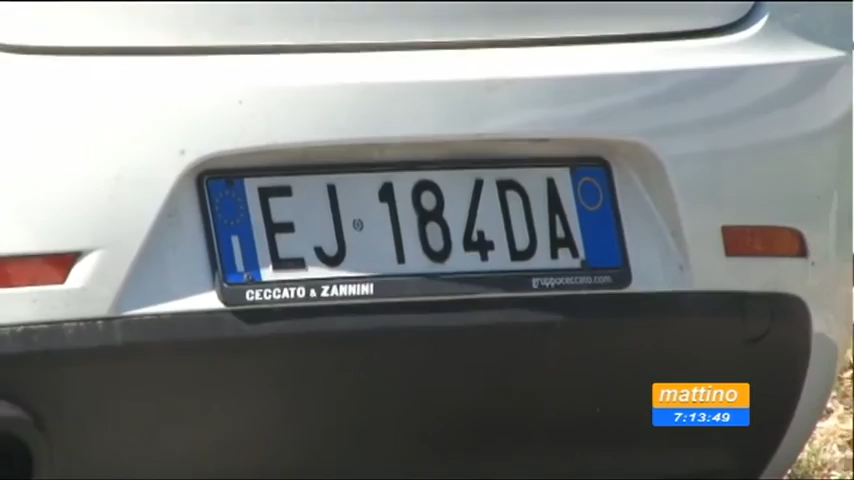 EJ 184DA
I
CECCATO & ZANNINI
gruppoceccato.com
mattino
7:13:49